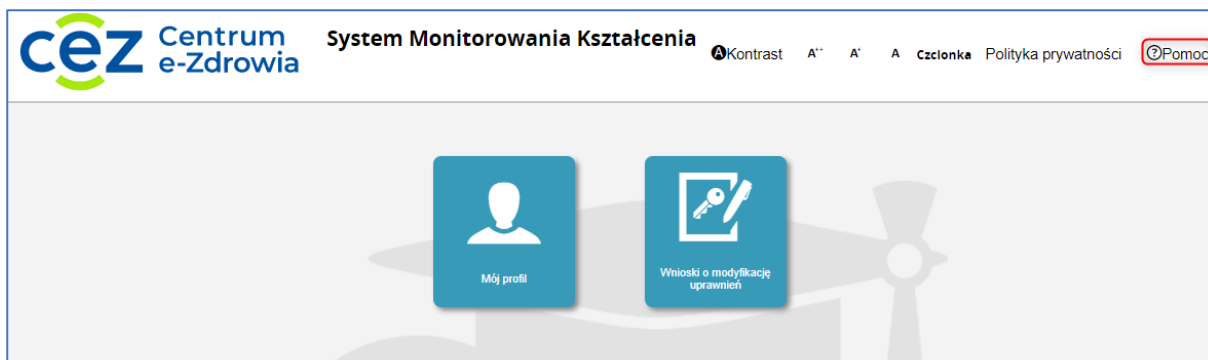 cez Centrum e-Zdrowia
System Monitorowania Kształcenia
A Kontrast A++ A+ A Czcionka Polityka prywatności ?Pomoc
Mój profil
Wnioski o modyfikację
uprawnień